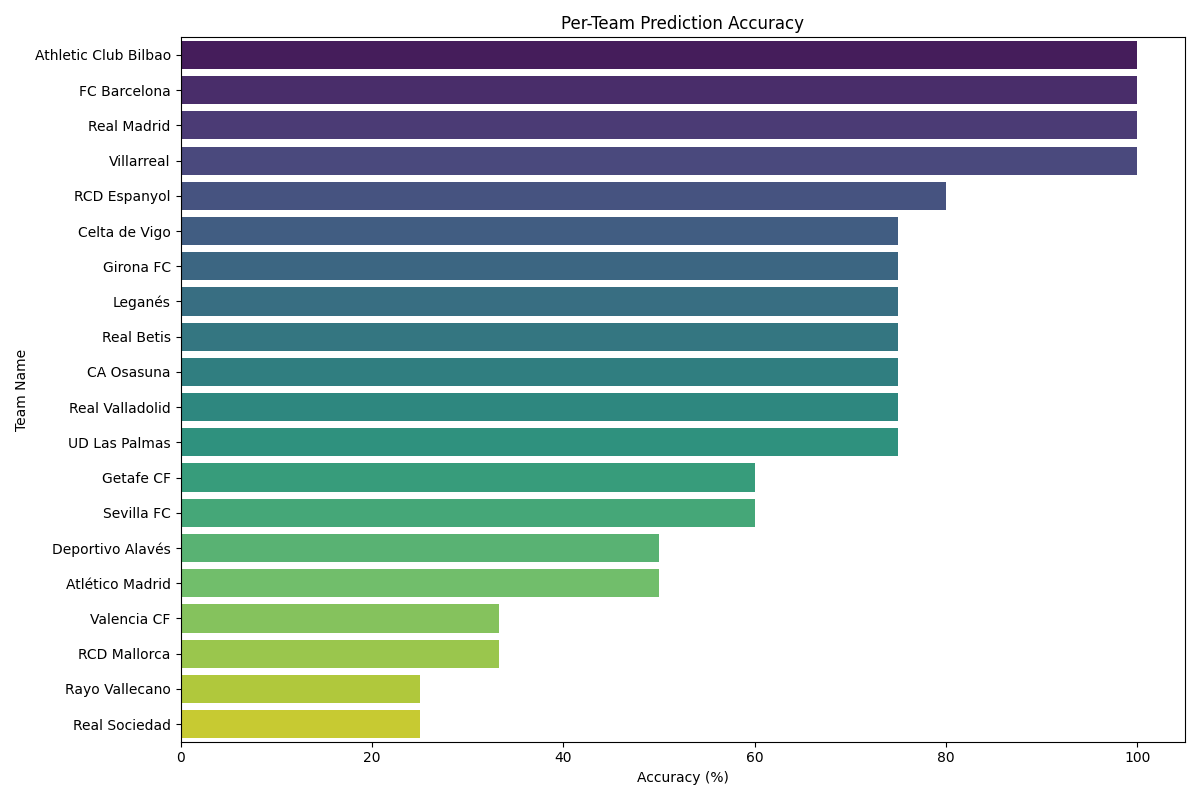 Per-Team Prediction Accuracy
Team Name
Athletic Club Bilbao
FC Barcelona
Real Madrid
Villarreal
RCD Espanyol
Celta de Vigo
Girona FC
Leganés
Real Betis
CA Osasuna
Real Valladolid
UD Las Palmas
Getafe CF
Sevilla FC
Deportivo Alavés
Atlético Madrid
Valencia CF
RCD Mallorca
Rayo Vallecano
Real Sociedad
0 20 40 60 80 100
Accuracy (%)